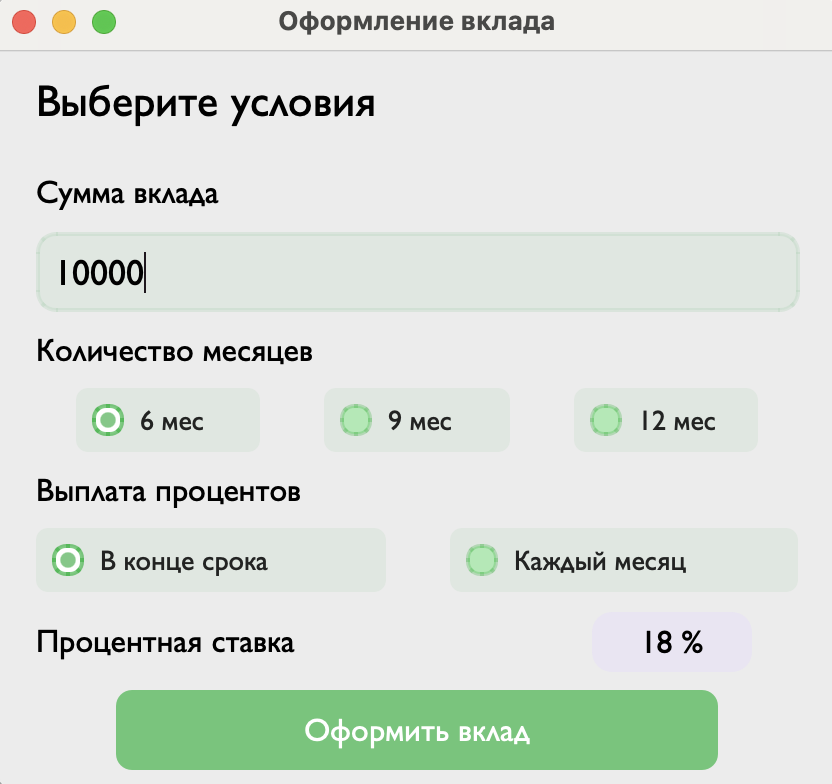 Оформление вклада
Выберите условия
Сумма вклада
10000
Количество месяцев
6 мес 9 мес 12 мес
Выплата процентов
В конце срока Каждый месяц
Процентная ставка 18 %
Оформить вклад